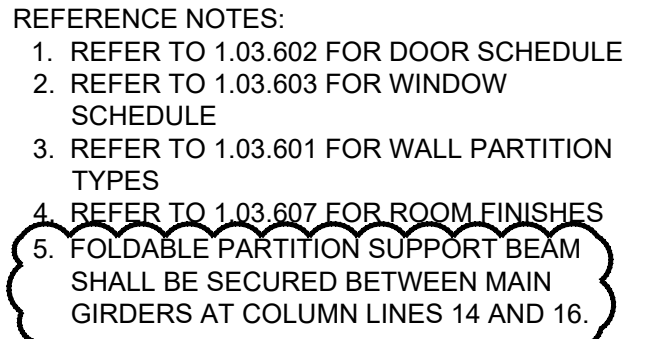 REFERENCE NOTES:
1. REFER TO 1.03.602 FOR DOOR SCHEDULE
2. REFER TO 1.03.603 FOR WINDOW
SCHEDULE
3. REFER TO 1.03.601 FOR WALL PARTITION
TYPES
4. REFER TO 1.03.607 FOR ROOM FINISHES
5. FOLDABLE PARTITION SUPPORT BEAM
SHALL BE SECURED BETWEEN MAIN
GIRDERS AT COLUMN LINES 14 AND 16.